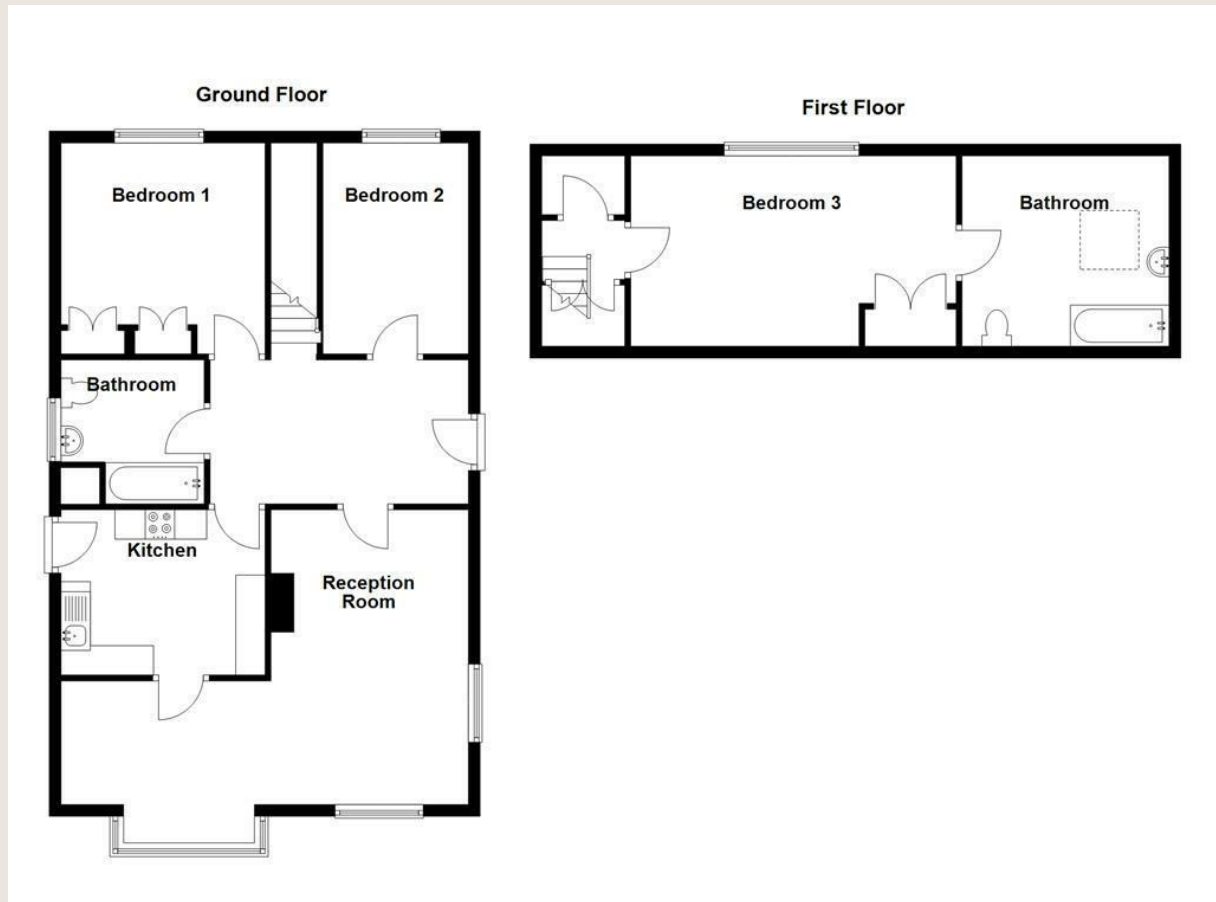 Ground Floor
Bedroom 1
Bedroom 2
Bathroom
Kitchen
Reception
Room
First Floor
Bedroom 3
Bathroom